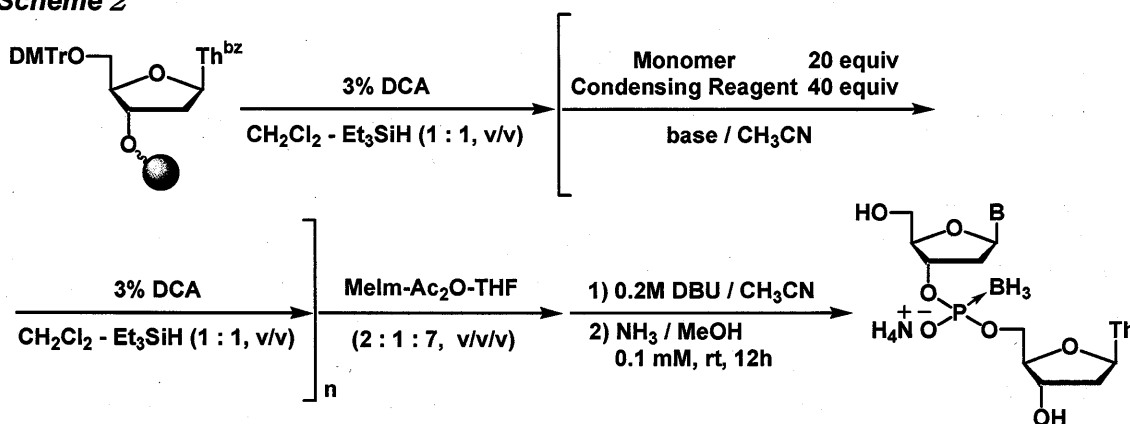 Scheme 2
DMTrO
O
Th^bz
O
3% DCA
CH2Cl2 - Et3SiH (1 : 1, v/v)
Monomer 20 equiv
Condensing Reagent 40 equiv
base / CH3CN
3% DCA
CH2Cl2 - Et3SiH (1 : 1, v/v)
n
MeIm-Ac2O-THF
(2 : 1 : 7, v/v/v)
1) 0.2M DBU / CH3CN
2) NH3 / MeOH
0.1 mM, rt, 12h
HO
O
B
O
BH3
+ −
H4N O P
O
O
Th
OH